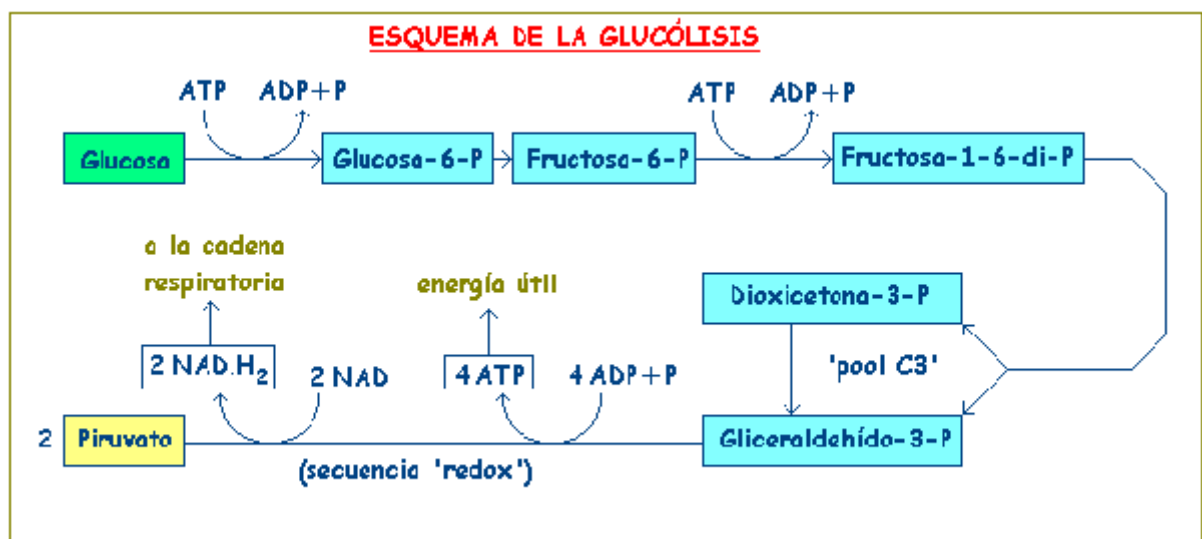 ESQUEMA DE LA GLUCÓLISIS
ATP ADP+P ATP ADP+P
Glucosa Glucosa-6-P Fructosa-6-P Fructosa-1-6-di-P
a la cadena
respiratoria
energía útil
Dioxicetona-3-P
'pool C3'
2 NAD.H₂ 2 NAD 4 ATP 4 ADP+P
2 Piruvato Gliceraldehído-3-P
(secuencia 'redox')